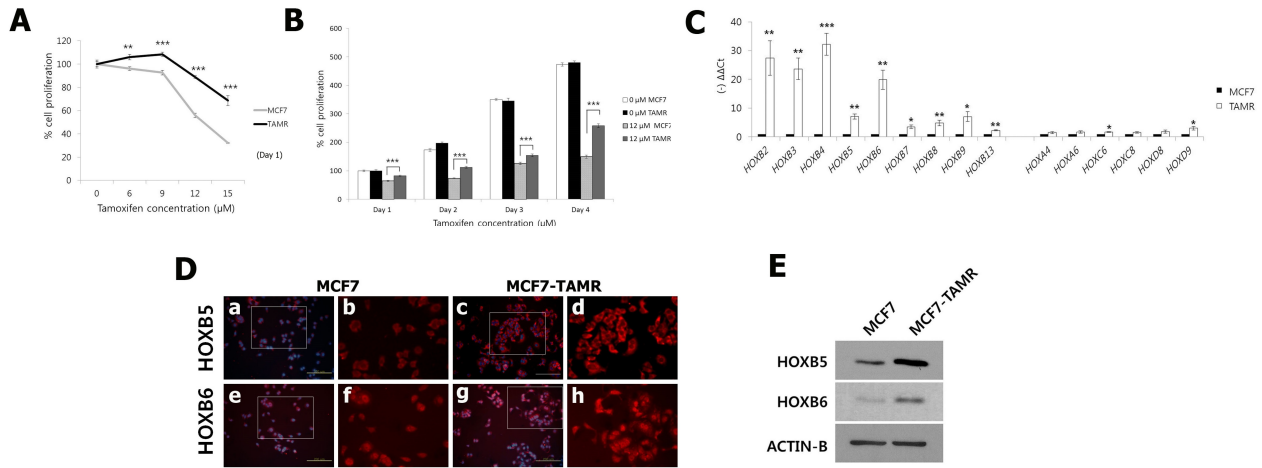 A
120
100
80
60
40
20
0
% cell proliferation
**
***
***
***
MCF7
TAMR
(Day 1)
0 6 9 12 15
Tamoxifen concentration (μM)
B
600
500
400
300
200
100
0
% cell proliferation
***
***
***
***
0 μM MCF7
0 μM TAMR
12 μM MCF7
12 μM TAMR
Day 1 Day 2 Day 3 Day 4
Tamoxifen concentration (μM)
C
40
30
20
10
0
(-) ΔΔCt
** ** *** ** ** * ** * ** * *
MCF7
TAMR
HOXB2 HOXB3 HOXB4 HOXB5 HOXB6 HOXB7 HOXB8 HOXB9 HOXB13 HOXA4 HOXA6 HOXC6 HOXC8 HOXD8 HOXD9
D
MCF7 MCF7-TAMR
HOXB5
a b c d
HOXB6
e f g h
E
MCF7 MCF7-TAMR
HOXB5
HOXB6
ACTIN-B